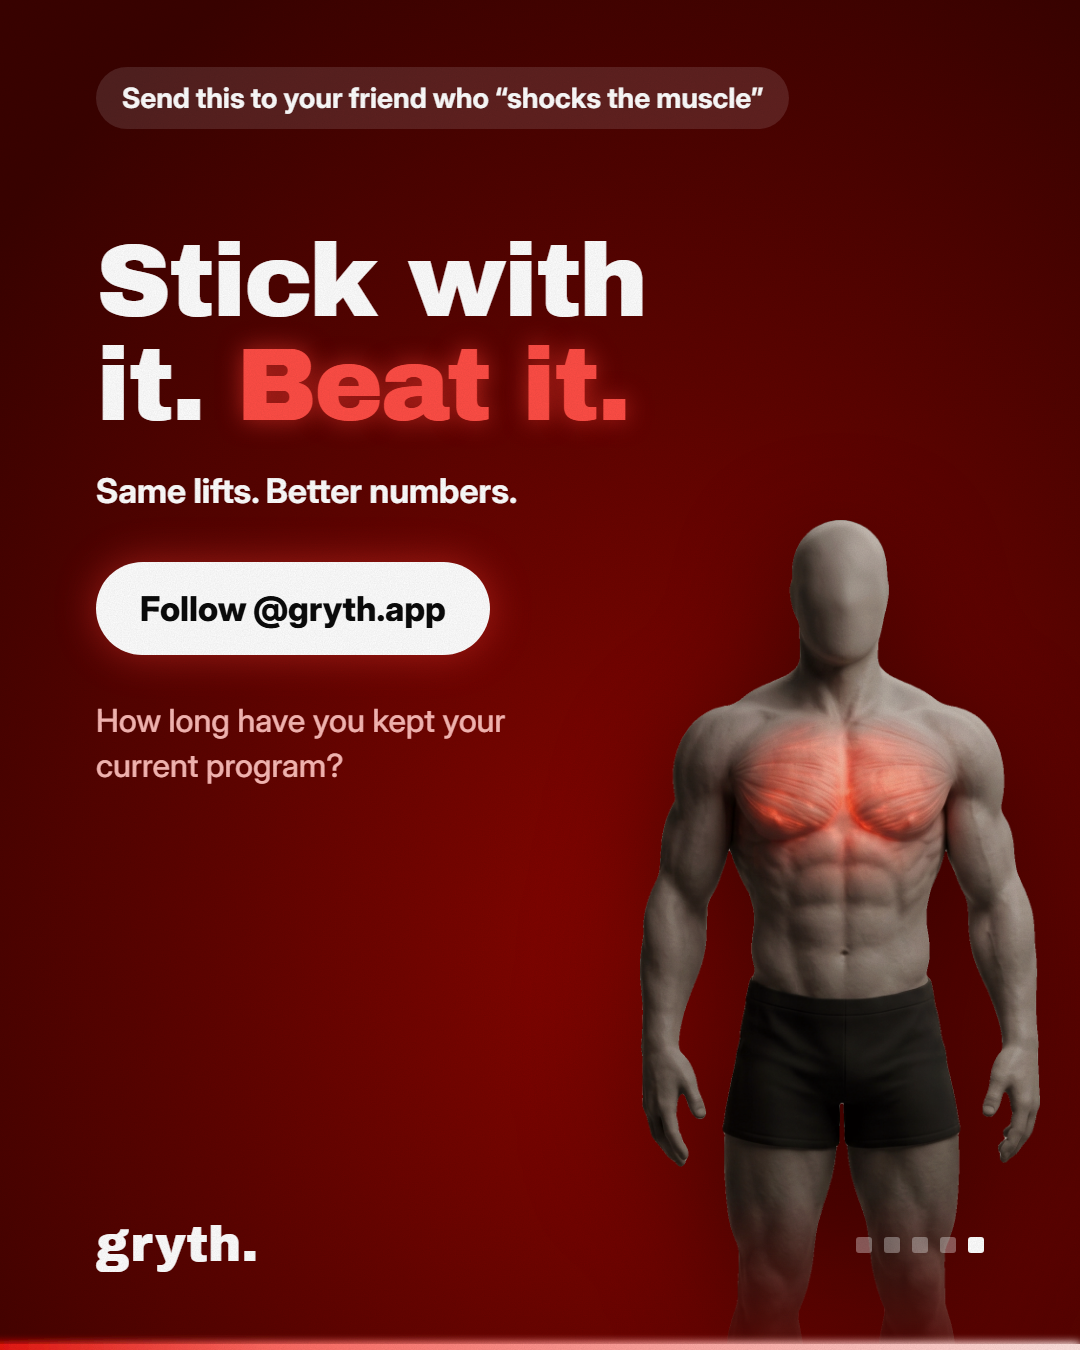 Send this to your friend who “shocks the muscle”
Stick with
it. Beat it.
Same lifts. Better numbers.
Follow @gryth.app
How long have you kept your
current program?
gryth.